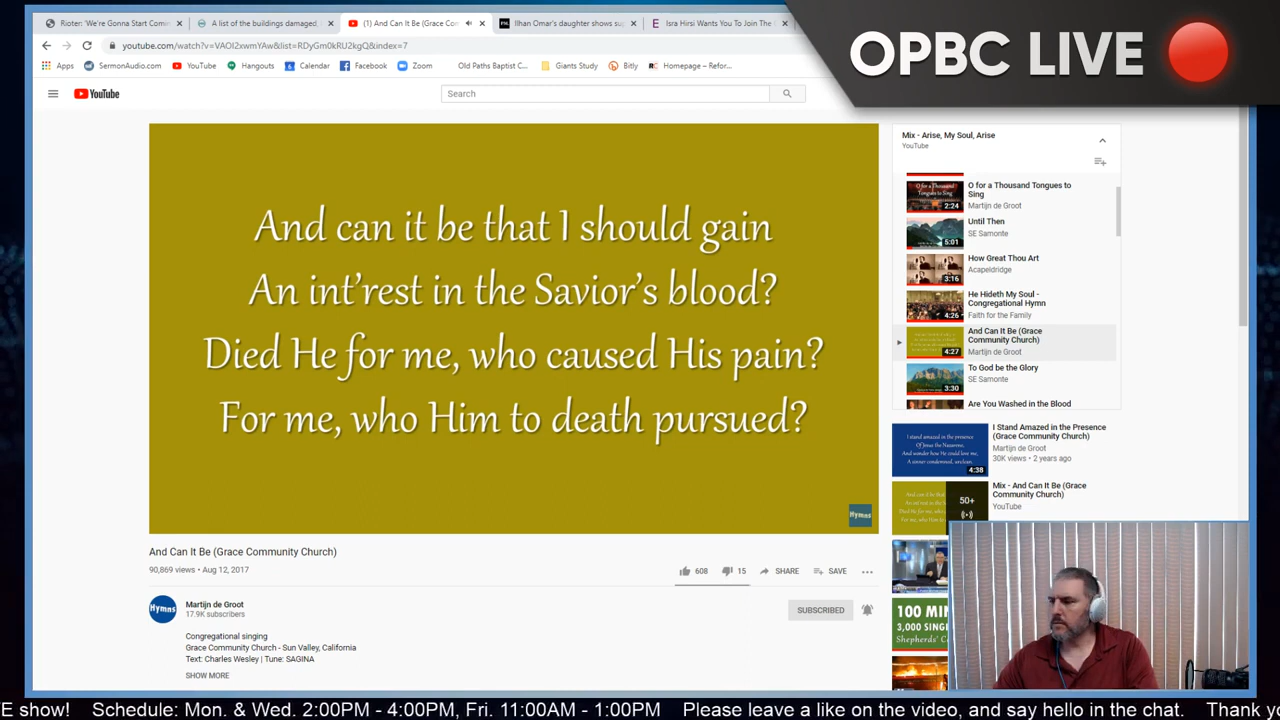 Rioter: 'We're Gonna Start Comin
A list of the buildings damaged,
(1) And Can It Be (Grace Com
Ilhan Omar's daughter shows sup
Isra Hirsi Wants You To Join The
OPBC LIVE
youtube.com/watch?v=VAOI2xwmYAw&list=RDyGm0kRU2kgQ&index=7
Apps
SermonAudio.com
YouTube
Hangouts
Calendar
Facebook
Zoom
Old Paths Baptist C...
Giants Study
Bitly
Homepage – Refor...
YouTube
Search
And can it be that I should gain
An int'rest in the Savior's blood?
Died He for me, who caused His pain?
For me, who Him to death pursued?
Hymns
Mix - Arise, My Soul, Arise
YouTube
O for a Thousand Tongues to
Sing
Martijn de Groot
2:24
Until Then
SE Samonte
5:01
How Great Thou Art
Acapeldridge
3:16
He Hideth My Soul -
Congregational Hymn
Faith for the Family
4:26
And Can It Be (Grace
Community Church)
Martijn de Groot
4:27
To God be the Glory
SE Samonte
3:30
Are You Washed in the Blood
I Stand Amazed in the Presence
(Grace Community Church)
Martijn de Groot
30K views • 2 years ago
4:38
Mix - And Can It Be (Grace
Community Church)
YouTube
50+
100 MIN
3,000 SING
Shepherds' C
And Can It Be (Grace Community Church)
90,869 views • Aug 12, 2017
608
15
SHARE
SAVE
Hymns
Martijn de Groot
17.9K subscribers
SUBSCRIBED
Congregational singing
Grace Community Church - Sun Valley, California
Text: Charles Wesley | Tune: SAGINA
SHOW MORE
E show! Schedule: Mon. & Wed. 2:00PM - 4:00PM, Fri. 11:00AM - 1:00PM Please leave a like on the video, and say hello in the chat. Thank yo